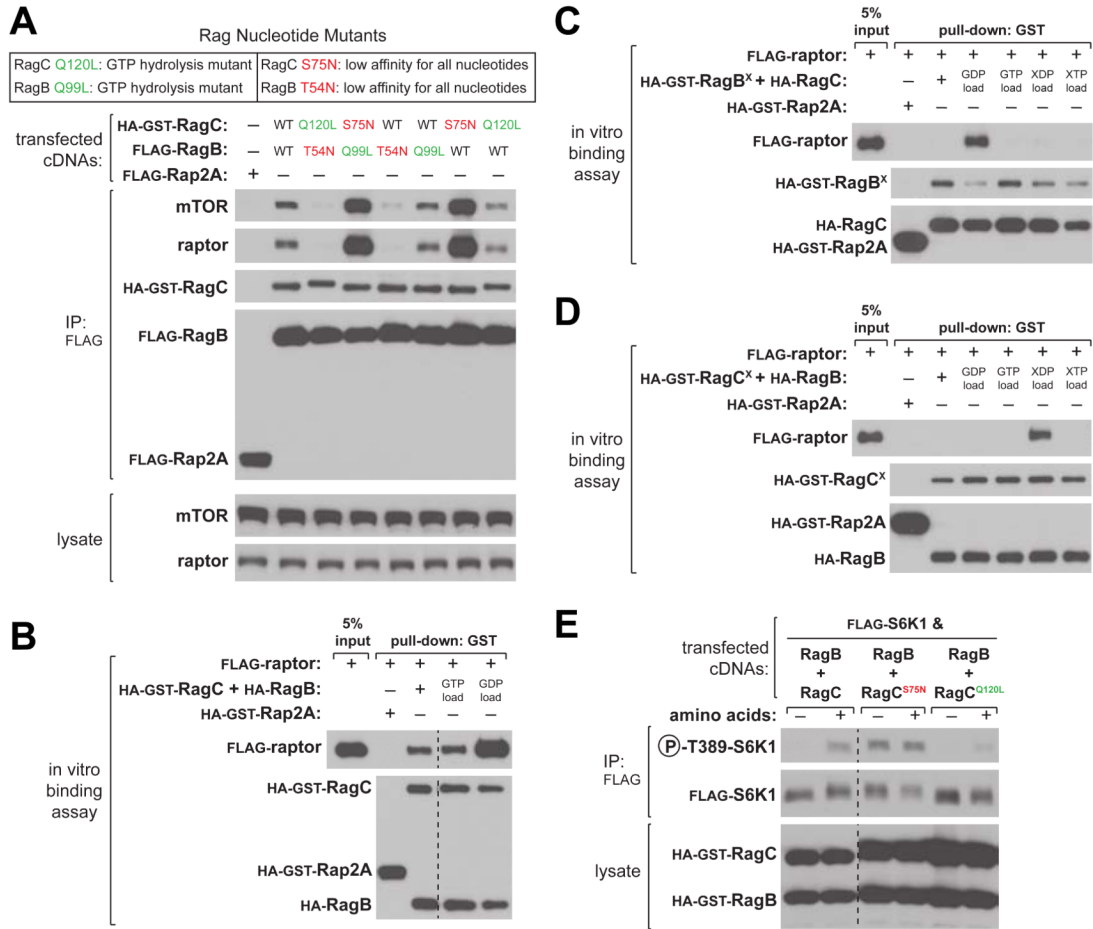 A
Rag Nucleotide Mutants
RagC Q120L: GTP hydrolysis mutant
RagC S75N: low affinity for all nucleotides
RagB Q99L: GTP hydrolysis mutant
RagB T54N: low affinity for all nucleotides
transfected cDNAs:
HA-GST-RagC: – WT Q120L S75N WT WT S75N Q120L
FLAG-RagB: – WT T54N Q99L T54N Q99L WT WT
FLAG-Rap2A: + – – – – – – –
IP: FLAG
mTOR
raptor
HA-GST-RagC
FLAG-RagB
FLAG-Rap2A
lysate
mTOR
raptor
B
5% input
pull-down: GST
in vitro binding assay
FLAG-raptor: + + + + +
HA-GST-RagC + HA-RagB: – + GTP load GDP load
HA-GST-Rap2A: + – – –
FLAG-raptor
HA-GST-RagC
HA-GST-Rap2A
HA-RagB
C
5% input
pull-down: GST
in vitro binding assay
FLAG-raptor: + + + + + + +
HA-GST-RagBX + HA-RagC: – + GDP load GTP load XDP load XTP load
HA-GST-Rap2A: + – – – – –
FLAG-raptor
HA-GST-RagBX
HA-RagC
HA-GST-Rap2A
D
5% input
pull-down: GST
in vitro binding assay
FLAG-raptor: + + + + + + +
HA-GST-RagCX + HA-RagB: – + GDP load GTP load XDP load XTP load
HA-GST-Rap2A: + – – – – –
FLAG-raptor
HA-GST-RagCX
HA-GST-Rap2A
HA-RagB
E
transfected cDNAs:
FLAG-S6K1 &
RagB + RagC
RagB + RagCS75N
RagB + RagCQ120L
amino acids: – + – + – +
IP: FLAG
P-T389-S6K1
FLAG-S6K1
lysate
HA-GST-RagC
HA-GST-RagB